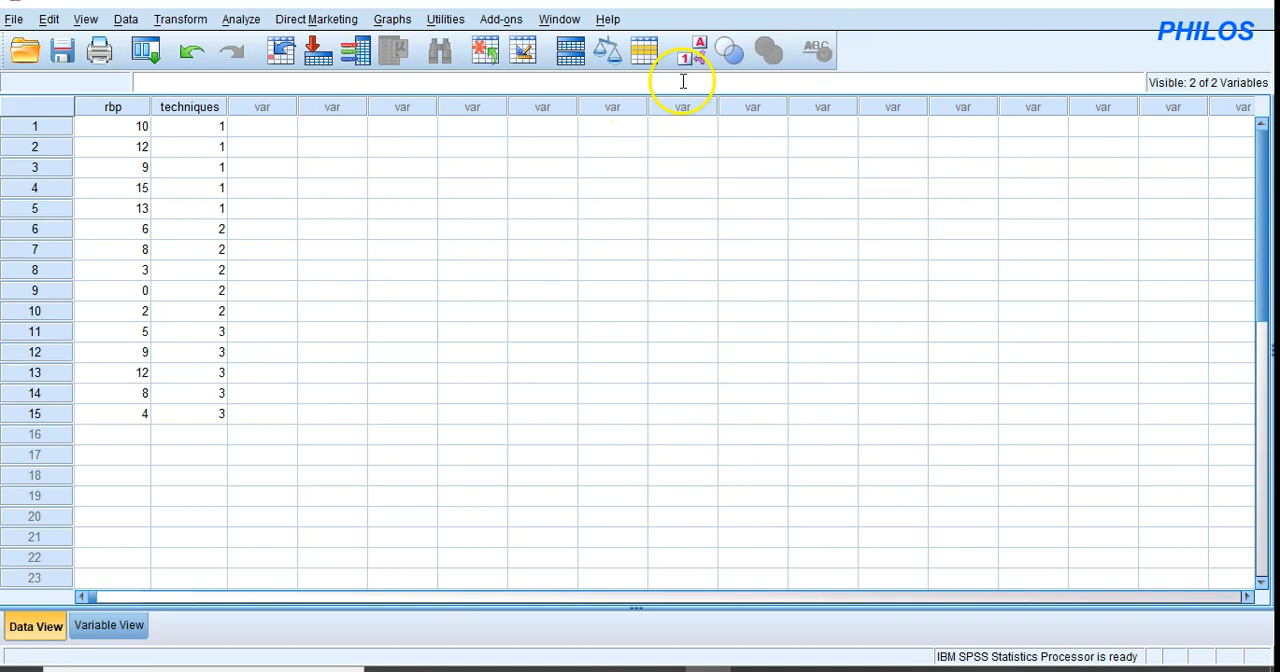 File Edit View Data Transform Analyze Direct Marketing Graphs Utilities Add-ons Window Help
PHILOS
A
1
ABC
Visible: 2 of 2 Variables
rbp techniques var var var var var var var var var var var var var var var
1 10 1
2 12 1
3 9 1
4 15 1
5 13 1
6 6 2
7 8 2
8 3 2
9 0 2
10 2 2
11 5 3
12 9 3
13 12 3
14 8 3
15 4 3
16
17
18
19
20
21
22
23
Data View Variable View
IBM SPSS Statistics Processor is ready